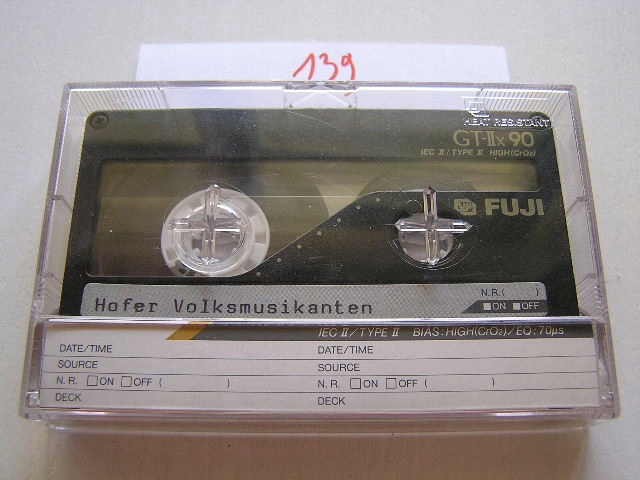 139
HEAT RESISTANT
GT-IIx 90
IEC II / TYPE II HIGH (CrO2)
FUJI
N.R. ( )
Hofer Volksmusikanten
ON OFF
IEC II / TYPE II BIAS: HIGH (CrO2) / EQ: 70μs
DATE/TIME DATE/TIME
SOURCE SOURCE
N.R. ON OFF ( ) N.R. ON OFF ( )
DECK DECK